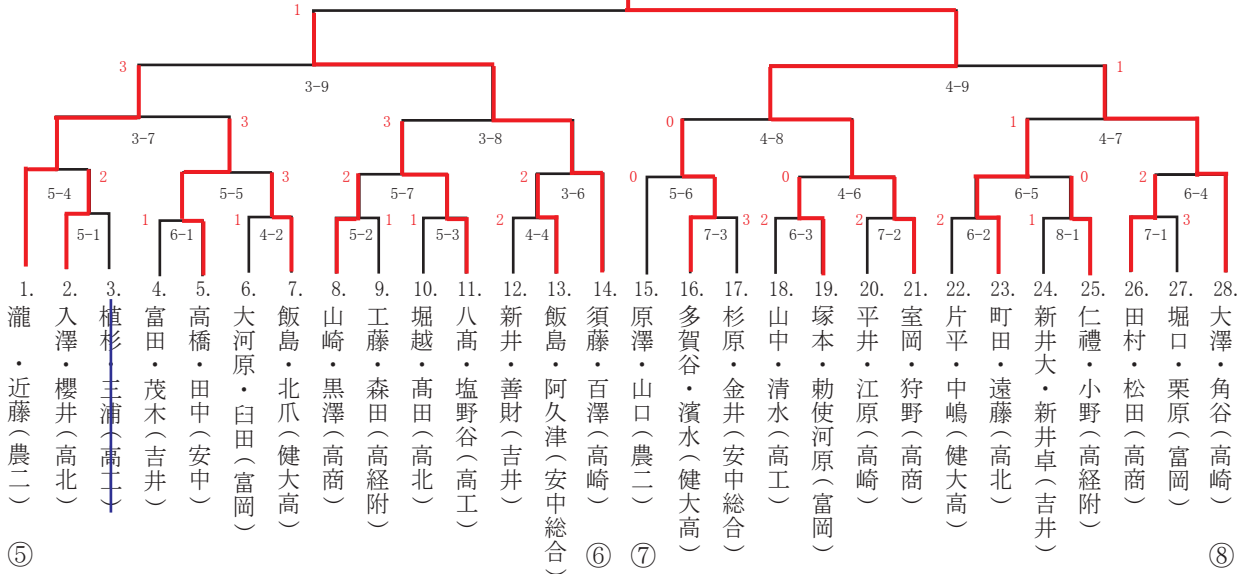 1
3 3-9 4-9 1
3-7 3 3 3-8 0 4-8 1 4-7
5-4 2 5-5 3 2 5-7 3-6 0 5-6 0 4-6 6-5 0 2 6-4
5-1 1 6-1 1 4-2 5-2 1 1 5-3 2 4-4 7-3 3 2 6-3 2 7-2 2 6-2 1 8-1 7-1 3
1. 瀧・近藤(農二)
2. 入澤・櫻井(高北)
3. 植杉・三浦(高工)
4. 富田・茂木(吉井)
5. 高橋・田中(安中)
6. 大河原・臼田(富岡)
7. 飯島・北爪(健大高)
8. 山崎・黒澤(高商)
9. 工藤・森田(高経附)
10. 堀越・髙田(高北)
11. 八髙・塩野谷(高工)
12. 新井・善財(吉井)
13. 飯島・阿久津(安中総合)
14. 須藤・百澤(高崎)
15. 原澤・山口(農二)
16. 多賀谷・濱水(健大高)
17. 杉原・金井(安中総合)
18. 山中・清水(高工)
19. 塚本・勅使河原(富岡)
20. 平井・江原(高崎)
21. 室岡・狩野(高商)
22. 片平・中嶋(健大高)
23. 町田・遠藤(高北)
24. 新井大・新井卓(吉井)
25. 仁禮・小野(高経附)
26. 田村・松田(高商)
27. 堀口・栗原(富岡)
28. 大澤・角谷(高崎)
⑤ ⑥ ⑦ ⑧